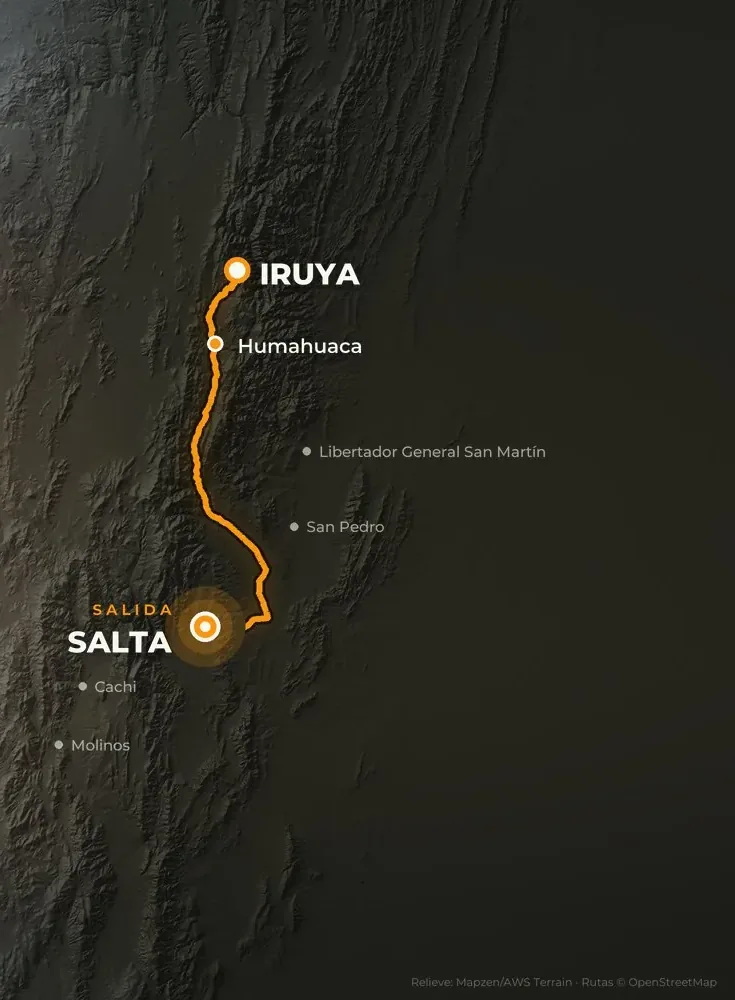 IRUYA
Humahuaca
Libertador General San Martín
San Pedro
SALIDA
SALTA
Cachi
Molinos
Relieve: Mapzen/AWS Terrain · Rutas © OpenStreetMap